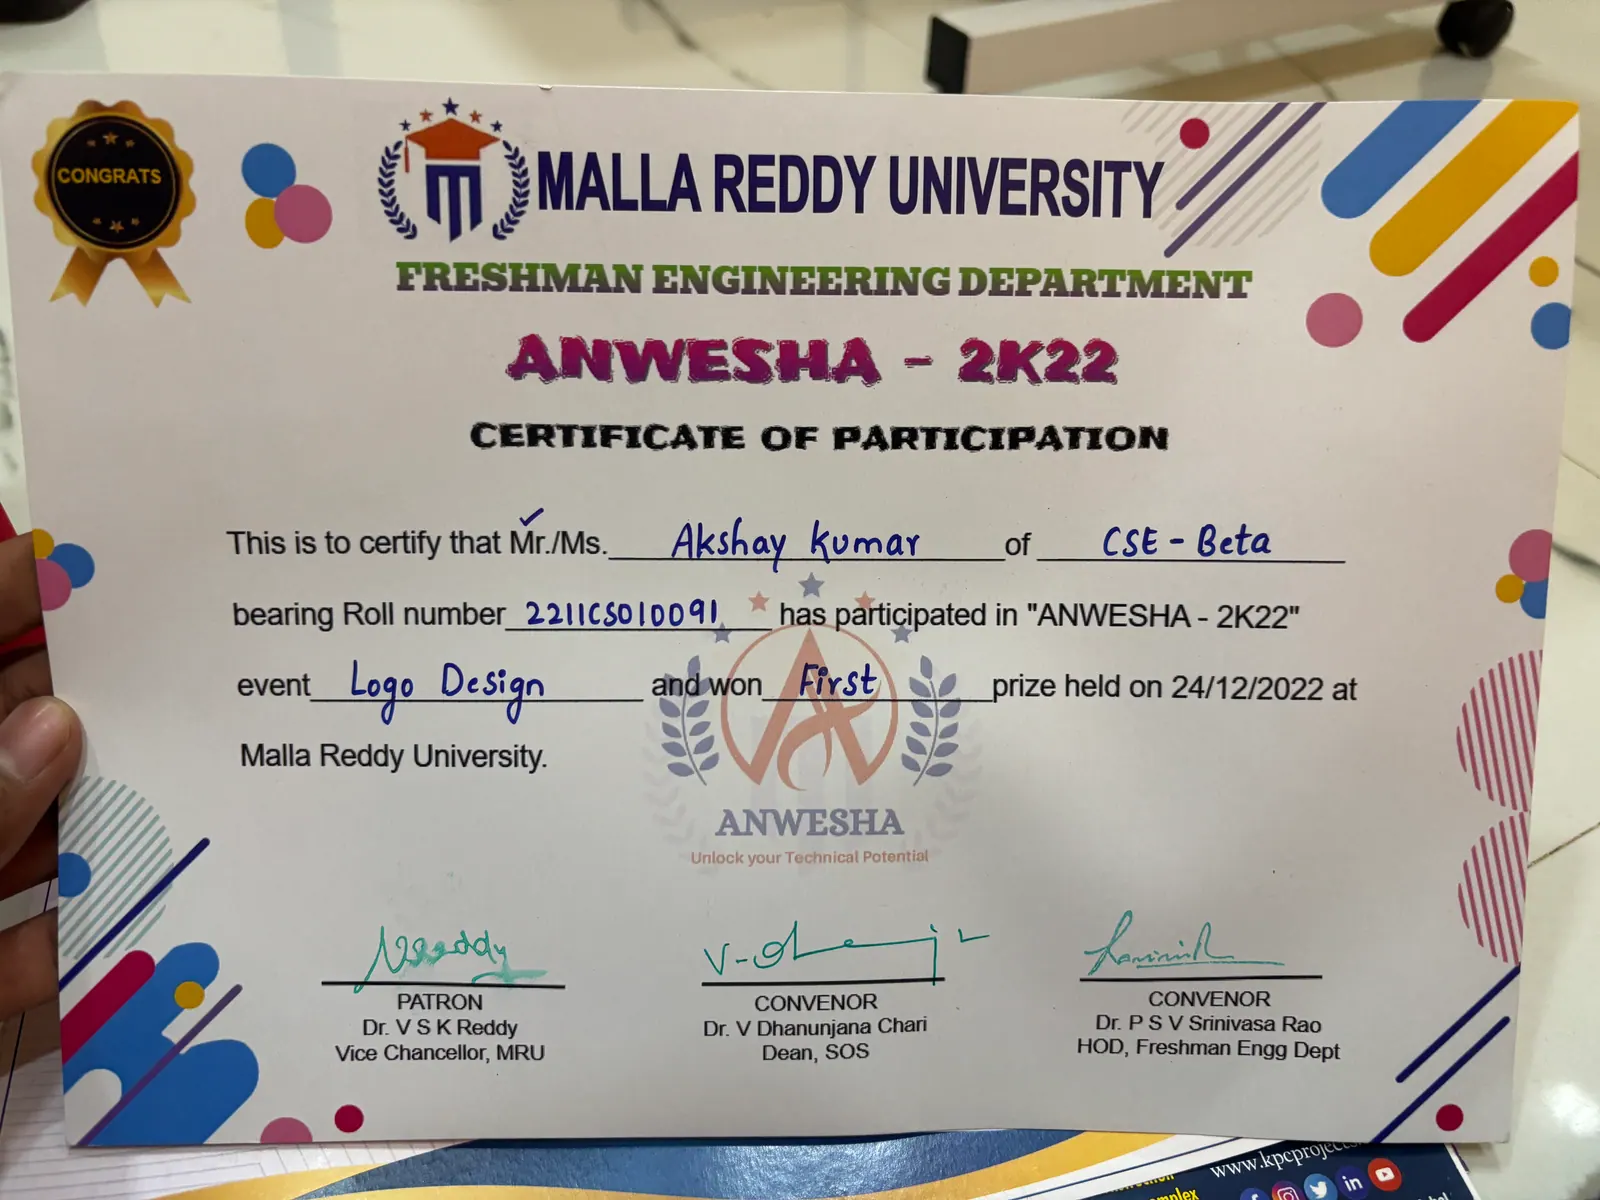 CONGRATS
MALLA REDDY UNIVERSITY
FRESHMAN ENGINEERING DEPARTMENT
ANWESHA - 2K22
CERTIFICATE OF PARTICIPATION
This is to certify that Mr./Ms. Akshay Kumar of CSE - Beta
bearing Roll number 2211CS010091 has participated in "ANWESHA - 2K22"
event Logo Design and won First prize held on 24/12/2022 at
Malla Reddy University.
ANWESHA
Unlock your Technical Potential
PATRON
Dr. V S K Reddy
Vice Chancellor, MRU
CONVENOR
Dr. V Dhanunjana Chari
Dean, SOS
CONVENOR
Dr. P S V Srinivasa Rao
HOD, Freshman Engg Dept